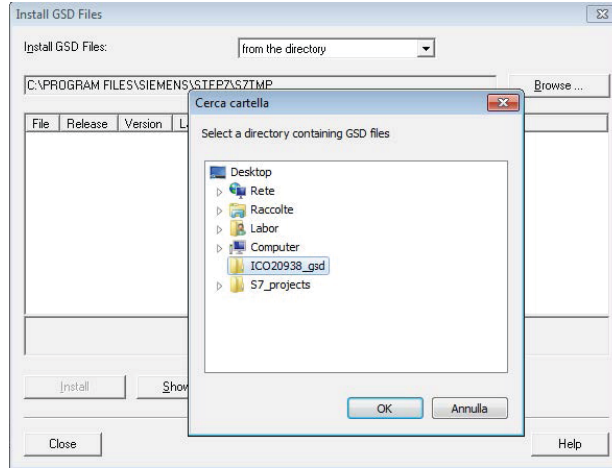 Install GSD Files
Install GSD Files:
from the directory
C:\PROGRAM FILES\SIEMENS\STEP7\S7TMP
Browse ...
File Release Version
Cerca cartella
Select a directory containing GSD files
Desktop
Rete
Raccolte
Labor
Computer
ICO20938_gsd
S7_projects
OK Annulla
Install Show
Close Help